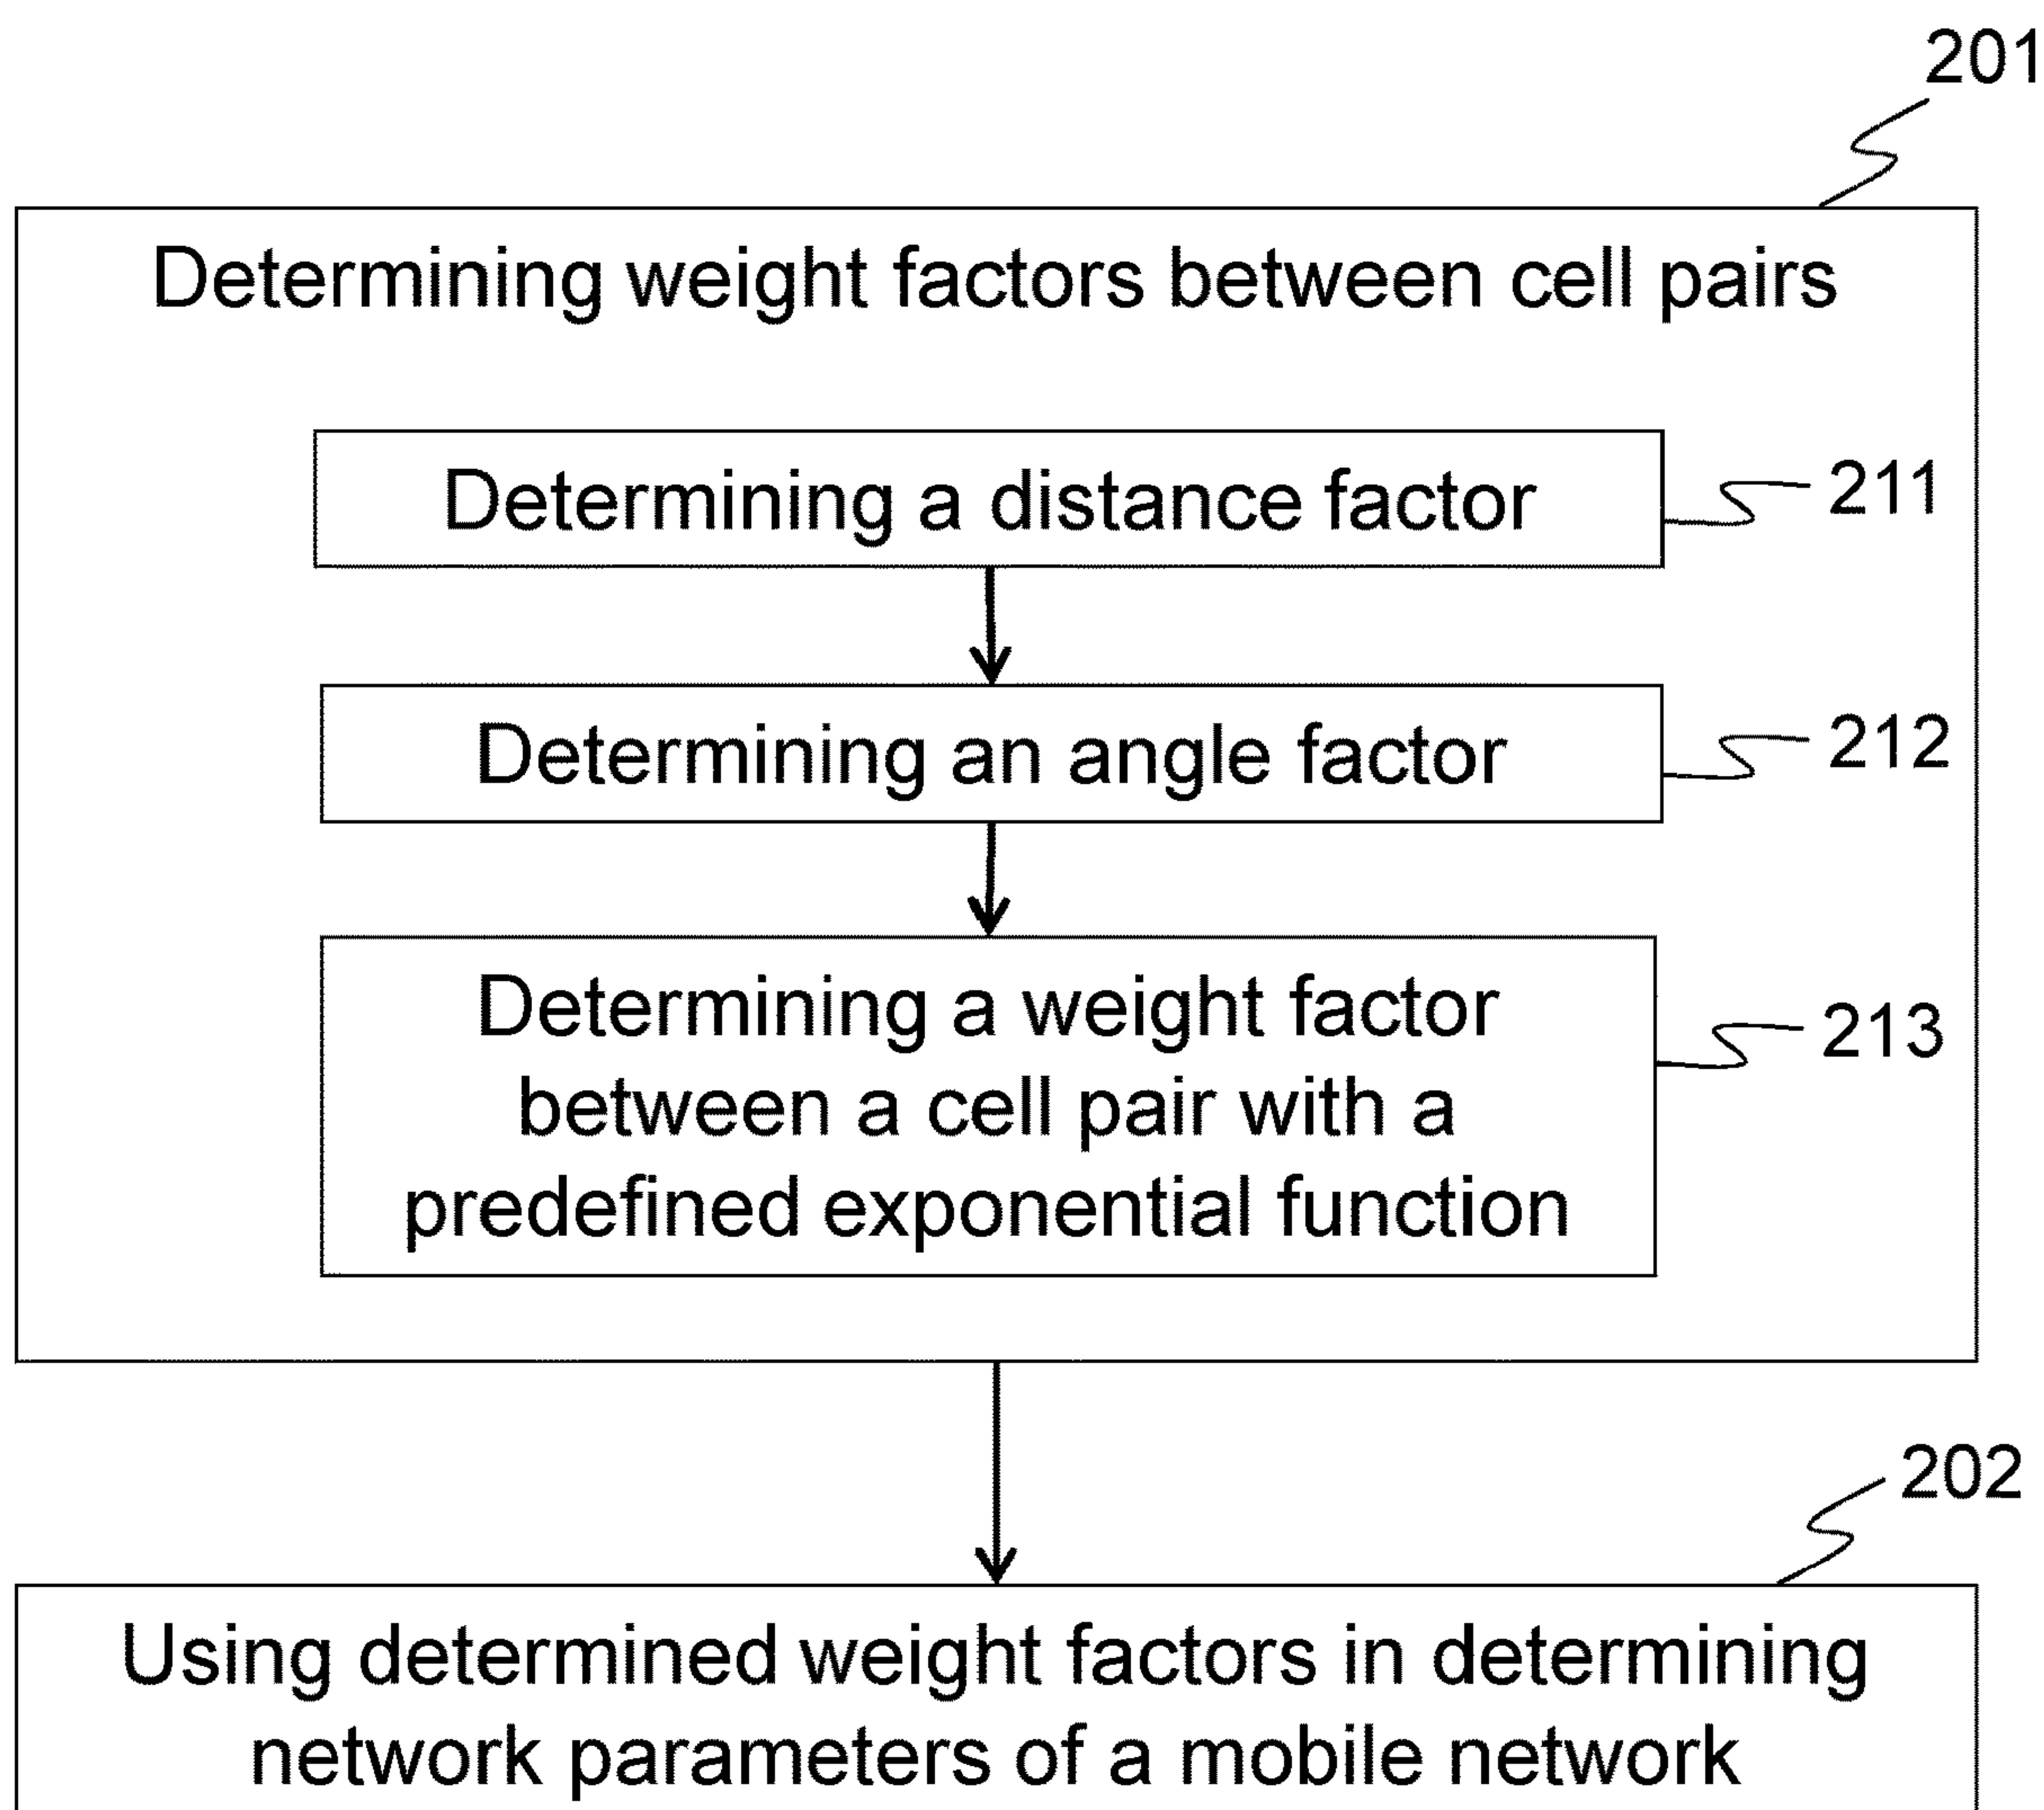 201
Determining weight factors between cell pairs
Determining a distance factor
211
Determining an angle factor
212
Determining a weight factor
between a cell pair with a
predefined exponential function
213
202
Using determined weight factors in determining
network parameters of a mobile network